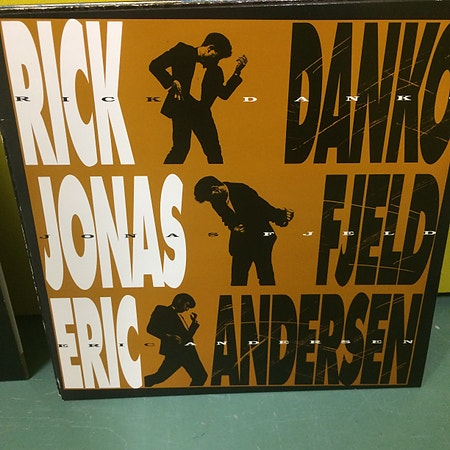 RICK DANKO
RICK DANKO
JONAS FJELD
JONAS FJELD
ERIC ANDERSEN
ERIC ANDERSEN